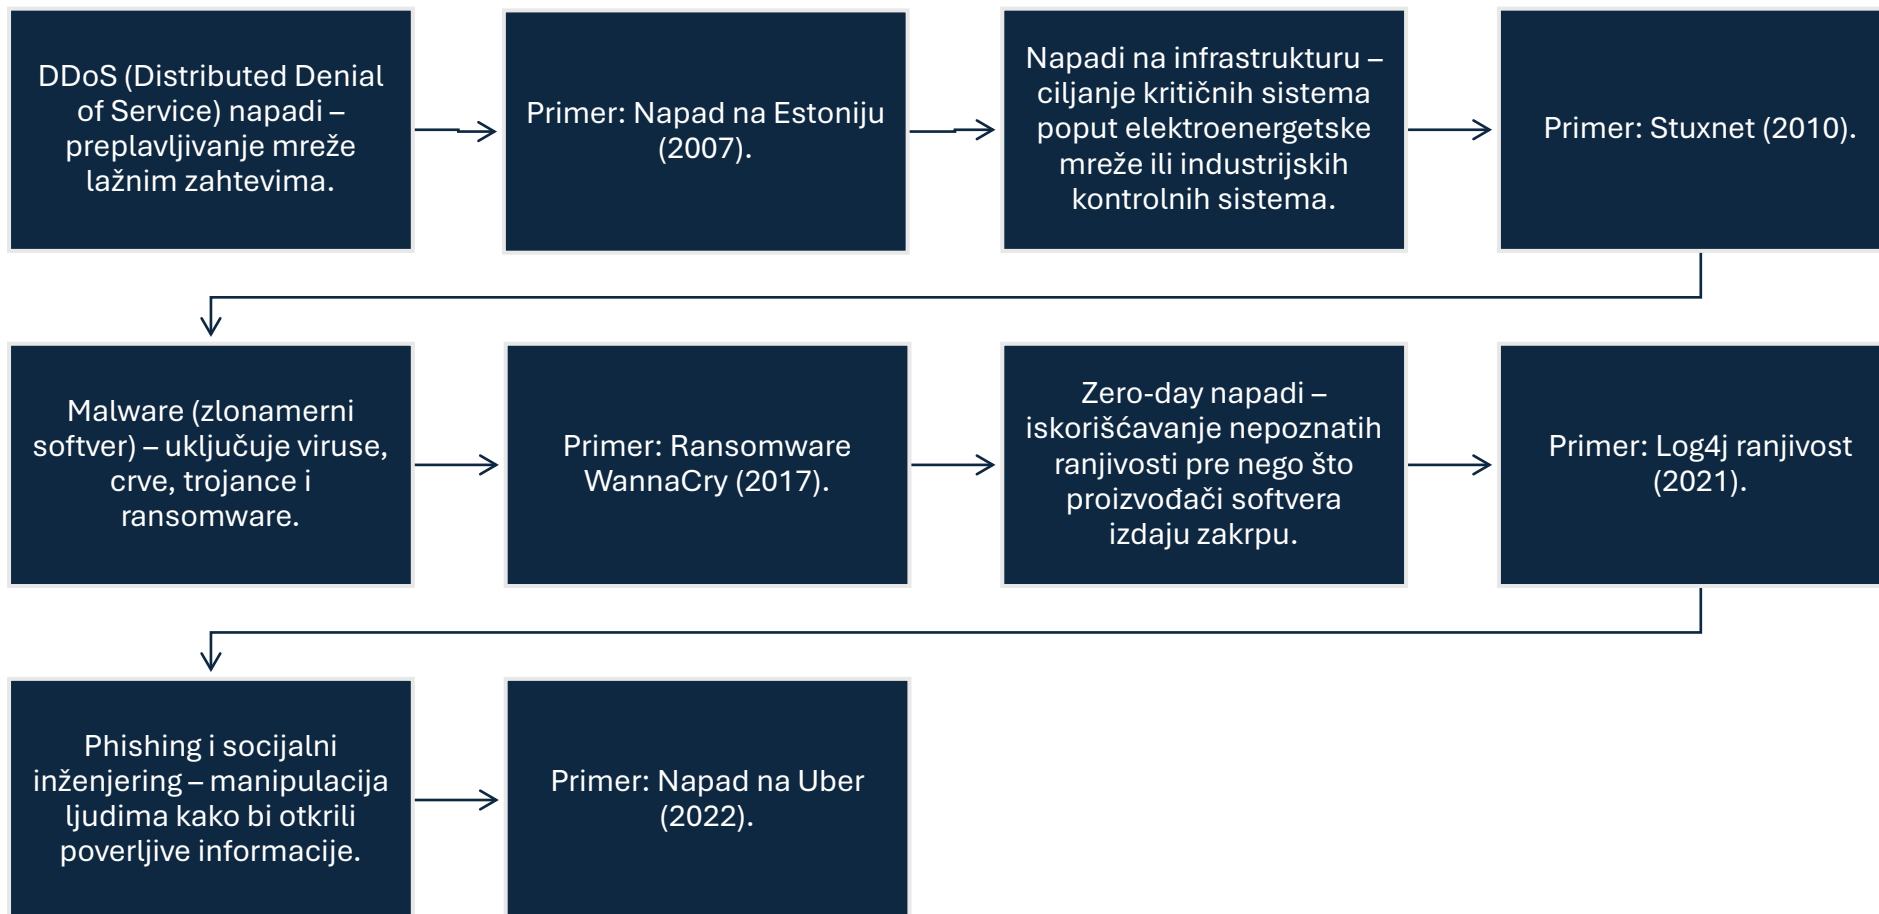 DDoS (Distributed Denial
of Service) napadi –
preplavljivanje mreže
lažnim zahtevima.
Primer: Napad na Estoniju
(2007).
Napadi na infrastrukturu –
ciljanje kritičnih sistema
poput elektroenergetske
mreže ili industrijskih
kontrolnih sistema.
Primer: Stuxnet (2010).
Malware (zlonamerni
softver) – uključuje viruse,
crve, trojance i
ransomware.
Primer: Ransomware
WannaCry (2017).
Zero-day napadi –
iskorišćavanje nepoznatih
ranjivosti pre nego što
proizvođači softvera
izdaju zakrpu.
Primer: Log4j ranjivost
(2021).
Phishing i socijalni
inženjering – manipulacija
ljudima kako bi otkrili
poverljive informacije.
Primer: Napad na Uber
(2022).